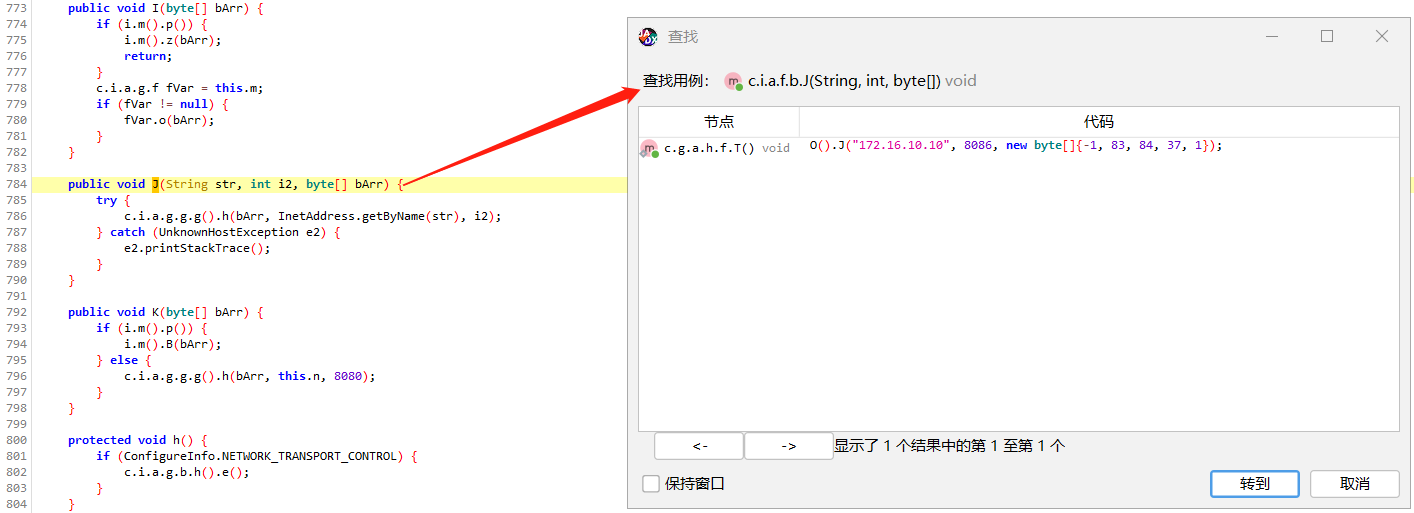 773 public void I(byte[] bArr) {
774 if (i.m().p()) {
775 i.m().z(bArr);
776 return;
777 }
778 c.i.a.g.f fVar = this.m;
779 if (fVar != null) {
780 fVar.o(bArr);
781 }
782 }
783
784 public void J(String str, int i2, byte[] bArr) {
785 try {
786 c.i.a.g.g.g().h(bArr, InetAddress.getByName(str), i2);
787 } catch (UnknownHostException e2) {
788 e2.printStackTrace();
789 }
790 }
791
792 public void K(byte[] bArr) {
793 if (i.m().p()) {
794 i.m().B(bArr);
795 } else {
796 c.i.a.g.g.g().h(bArr, this.n, 8080);
797 }
798 }
799
800 protected void h() {
801 if (ConfigureInfo.NETWORK_TRANSPORT_CONTROL) {
802 c.i.a.g.b.h().e();
803 }
804 }
查找
查找用例: m c.i.a.f.b.J(String, int, byte[]) void
节点 代码
m c.g.a.h.f.T() void O().J("172.16.10.10", 8086, new byte[]{-1, 83, 84, 37, 1});
<- -> 显示了 1 个结果中的第 1 至第 1 个
保持窗口 转到 取消